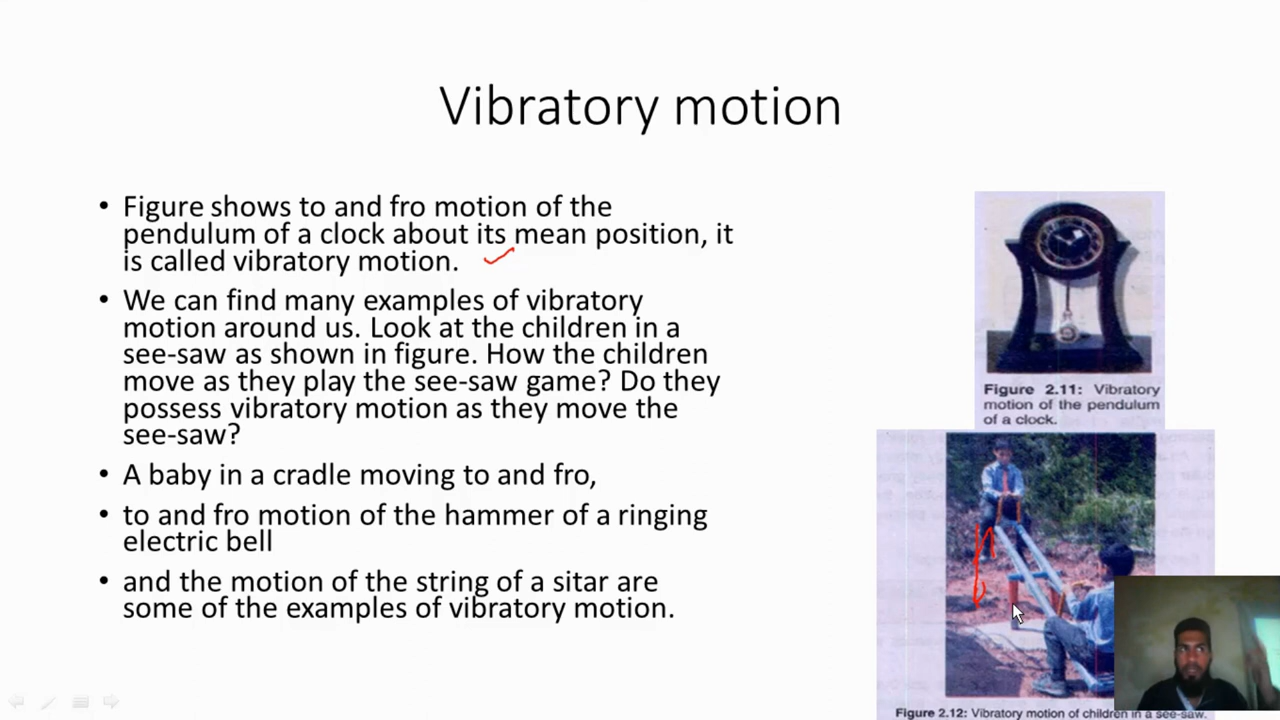 Vibratory motion
• Figure shows to and fro motion of the
pendulum of a clock about its mean position, it
is called vibratory motion.
• We can find many examples of vibratory
motion around us. Look at the children in a
see-saw as shown in figure. How the children
move as they play the see-saw game? Do they
possess vibratory motion as they move the
see-saw?
• A baby in a cradle moving to and fro,
• to and fro motion of the hammer of a ringing
electric bell
• and the motion of the string of a sitar are
some of the examples of vibratory motion.
Figure 2.11: Vibratory
motion of the pendulum
of a clock.
Figure 2.12: Vibratory motion of children in a see-saw.